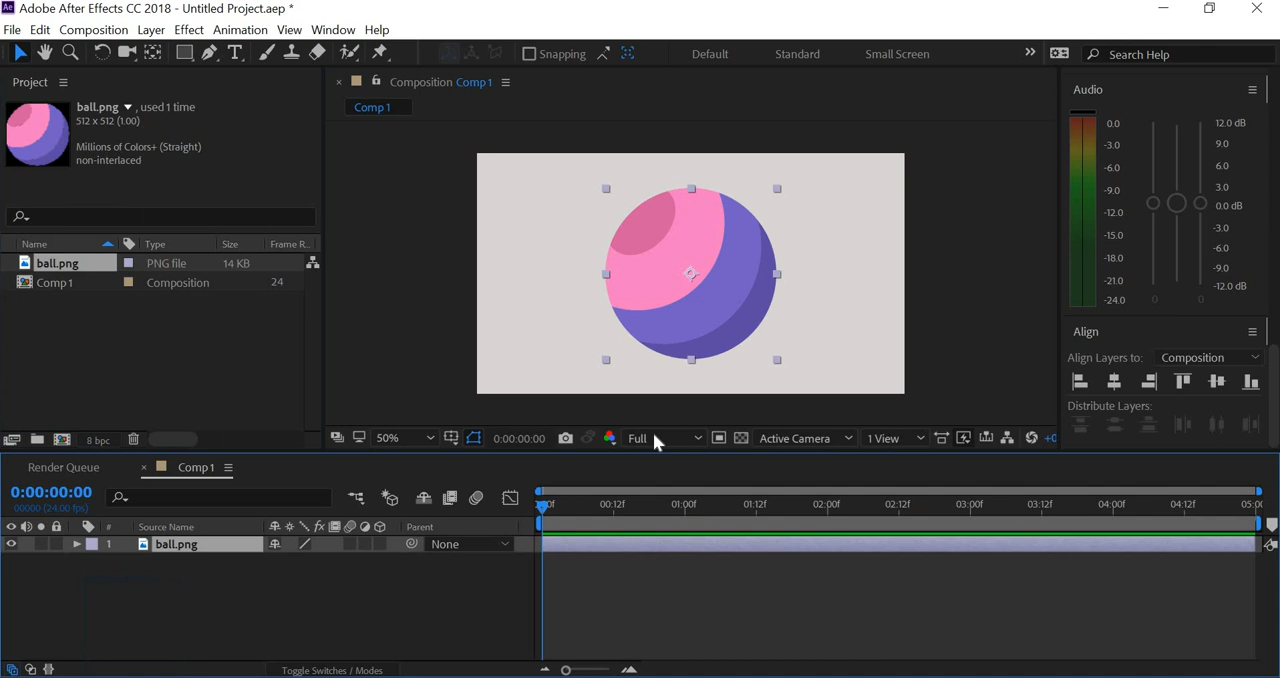 Ae Adobe After Effects CC 2018 - Untitled Project.aep *
File Edit Composition Layer Effect Animation View Window Help
Snapping Default Standard Small Screen Search Help
Project
ball.png , used 1 time
512 x 512 (1.00)
Millions of Colors+ (Straight)
non-interlaced
Name Type Size Frame R...
ball.png PNG file 14 KB
Comp 1 Composition 24
8 bpc
Composition Comp 1
Comp 1
50% 0:00:00:00 Full Active Camera 1 View +0
Audio
0.0 12.0 dB
-3.0 9.0
-6.0 6.0
-9.0 3.0
-12.0 0.0 dB
-15.0 -3.0
-18.0 -6.0
-21.0 -9.0
-24.0 -12.0 dB
0 0
Align
Align Layers to: Composition
Distribute Layers:
Render Queue Comp 1
0:00:00:00
00000 (24.00 fps)
00:12f 01:00f 01:12f 02:00f 02:12f 03:00f 03:12f 04:00f 04:12f
# Source Name fx Parent
1 ball.png None
Toggle Switches / Modes